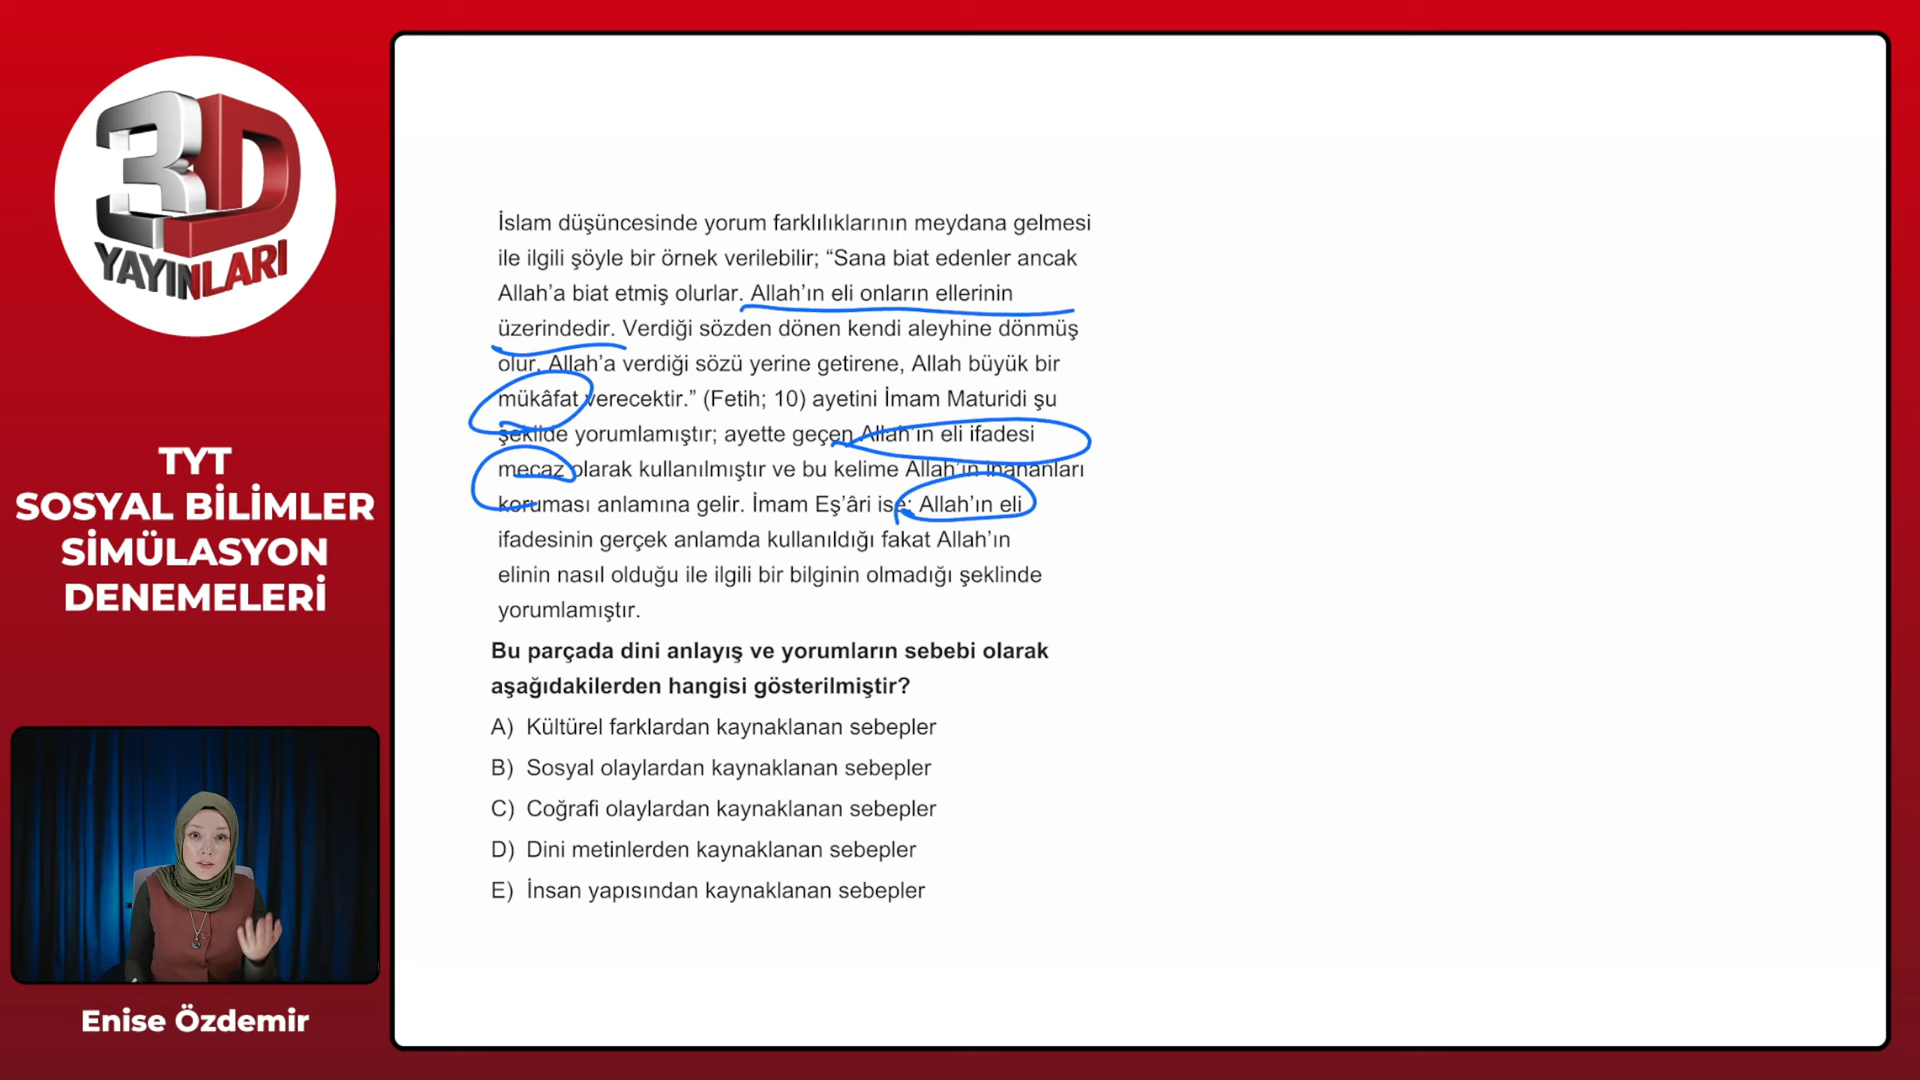 3D
YAYINLARI
TYT
SOSYAL BİLİMLER
SİMÜLASYON
DENEMELERİ
Enise Özdemir
İslam düşüncesinde yorum farklılıklarının meydana gelmesi
ile ilgili şöyle bir örnek verilebilir; “Sana biat edenler ancak
Allah’a biat etmiş olurlar. Allah’ın eli onların ellerinin
üzerindedir. Verdiği sözden dönen kendi aleyhine dönmüş
olur. Allah’a verdiği sözü yerine getirene, Allah büyük bir
mükâfat verecektir.” (Fetih; 10) ayetini İmam Maturidi şu
şekilde yorumlamıştır; ayette geçen Allah’ın eli ifadesi
mecaz olarak kullanılmıştır ve bu kelime Allah’ın inananları
koruması anlamına gelir. İmam Eş’âri ise; Allah’ın eli
ifadesinin gerçek anlamda kullanıldığı fakat Allah’ın
elinin nasıl olduğu ile ilgili bir bilginin olmadığı şeklinde
yorumlamıştır.
Bu parçada dini anlayış ve yorumların sebebi olarak
aşağıdakilerden hangisi gösterilmiştir?
A) Kültürel farklardan kaynaklanan sebepler
B) Sosyal olaylardan kaynaklanan sebepler
C) Coğrafi olaylardan kaynaklanan sebepler
D) Dini metinlerden kaynaklanan sebepler
E) İnsan yapısından kaynaklanan sebepler